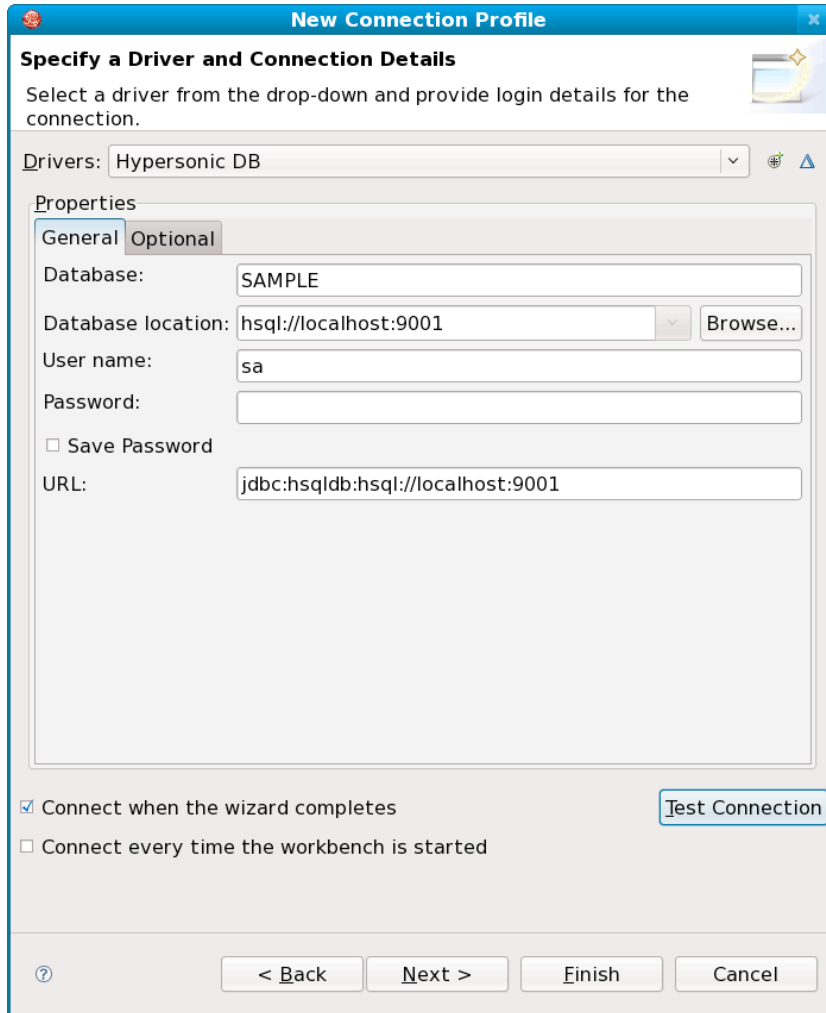 New Connection Profile
Specify a Driver and Connection Details
Select a driver from the drop-down and provide login details for the
connection.
Drivers: Hypersonic DB
Properties
General Optional
Database: SAMPLE
Database location: hsql://localhost:9001 Browse...
User name: sa
Password:
Save Password
URL: jdbc:hsqldb:hsql://localhost:9001
Connect when the wizard completes Test Connection
Connect every time the workbench is started
? < Back Next > Finish Cancel